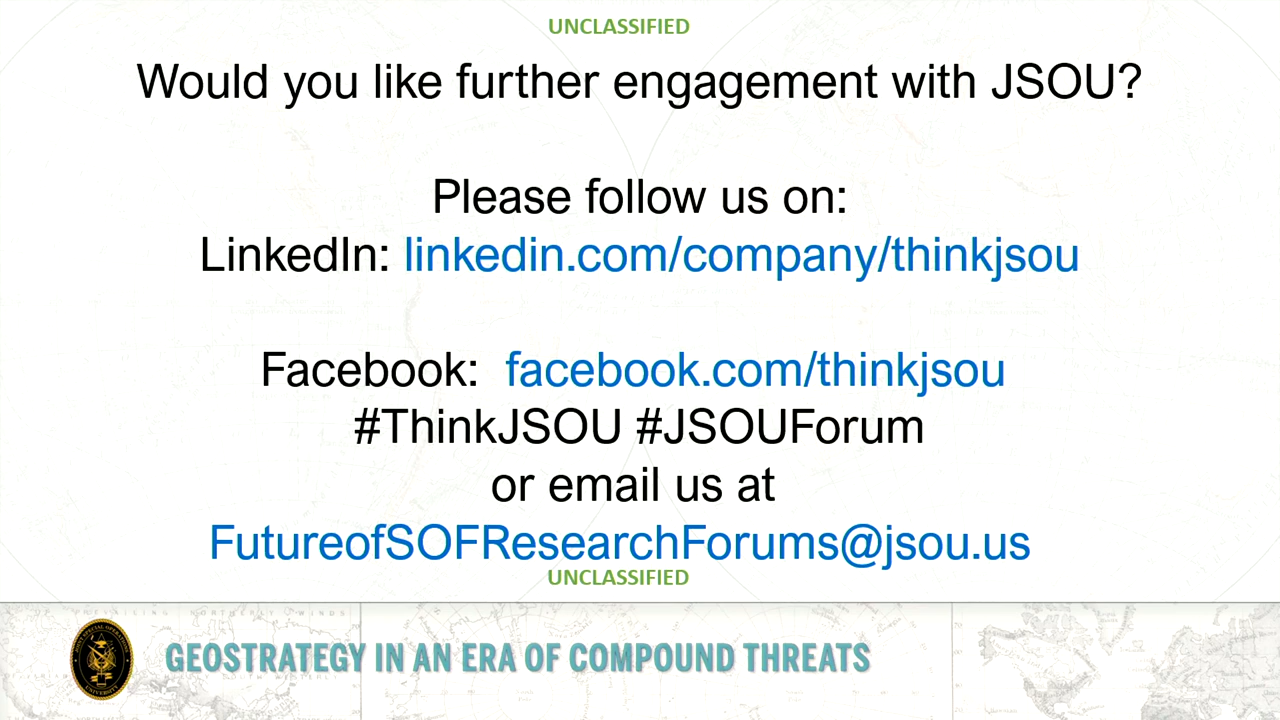 UNCLASSIFIED
Would you like further engagement with JSOU?
Please follow us on:
LinkedIn: linkedin.com/company/thinkjsou
Facebook: facebook.com/thinkjsou
#ThinkJSOU #JSOUForum
or email us at
FutureofSOFResearchForums@jsou.us
UNCLASSIFIED
GEOSTRATEGY IN AN ERA OF COMPOUND THREATS